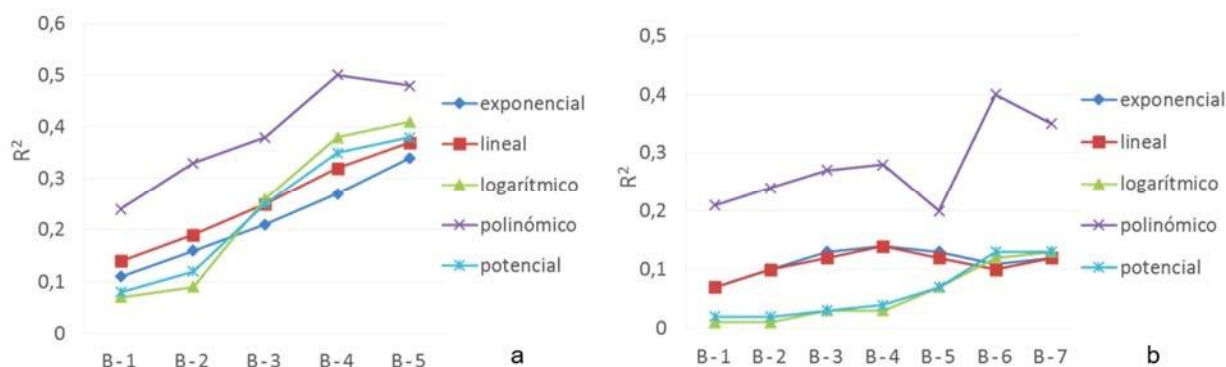 0,6
0,5
0,4
0,3
0,2
0,1
0
R²
B-1 B-2 B-3 B-4 B-5
exponencial
lineal
logarítmico
polinómico
potencial
a
0,5
0,4
0,3
0,2
0,1
0
R²
B-1 B-2 B-3 B-4 B-5 B-6 B-7
exponencial
lineal
logarítmico
polinómico
potencial
b